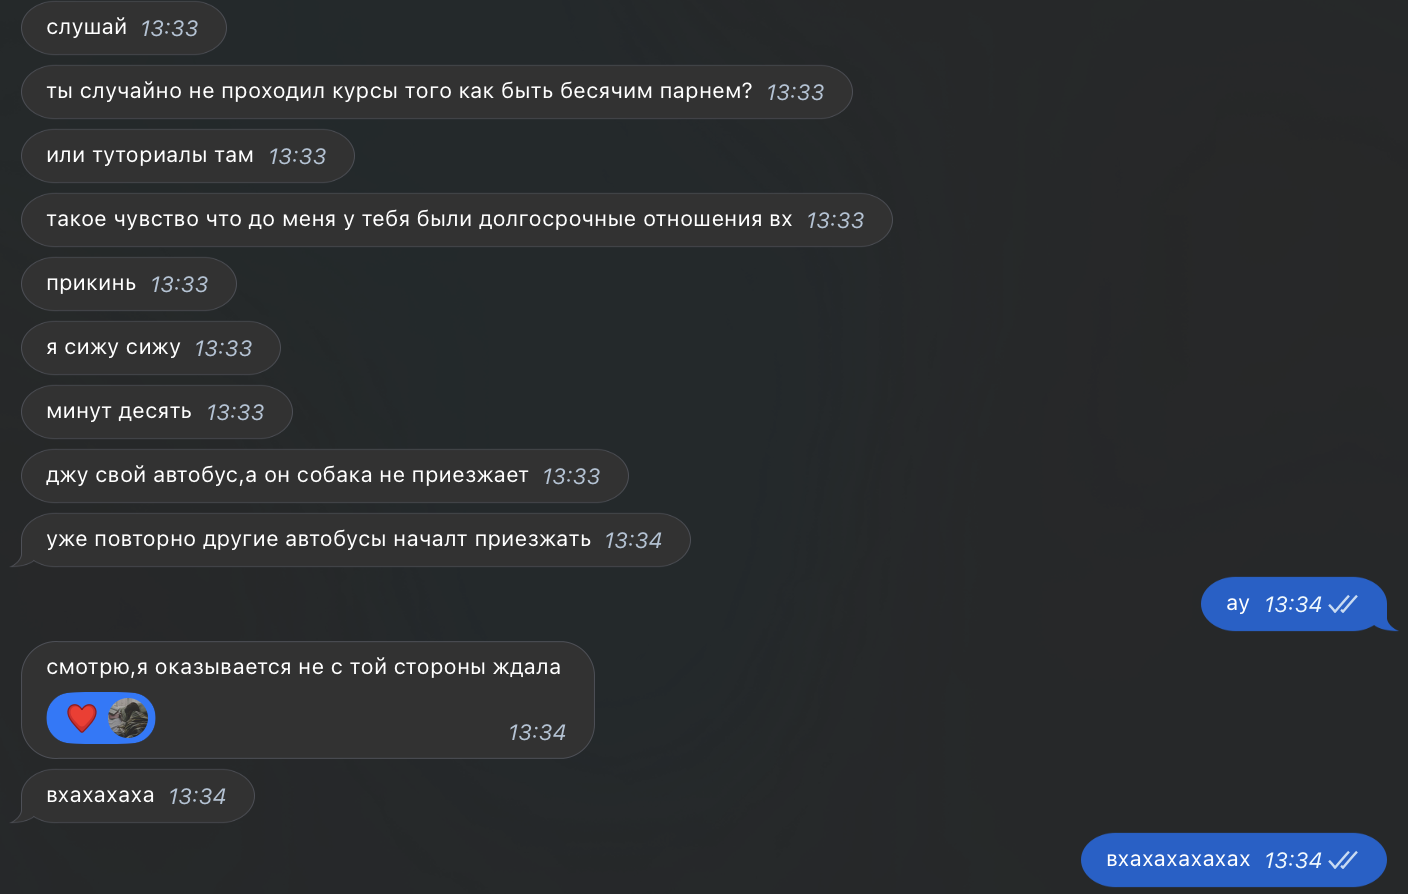 слушай 13:33
ты случайно не проходил курсы того как быть бесячим парнем? 13:33
или туториалы там 13:33
такое чувство что до меня у тебя были долгосрочные отношения вх 13:33
прикинь 13:33
я сижу сижу 13:33
минут десять 13:33
джу свой автобус,а он собака не приезжает 13:33
уже повторно другие автобусы началт приезжать 13:34
ау 13:34
смотрю,я оказывается не с той стороны ждала
13:34
вхахахаха 13:34
вхахахахахах 13:34